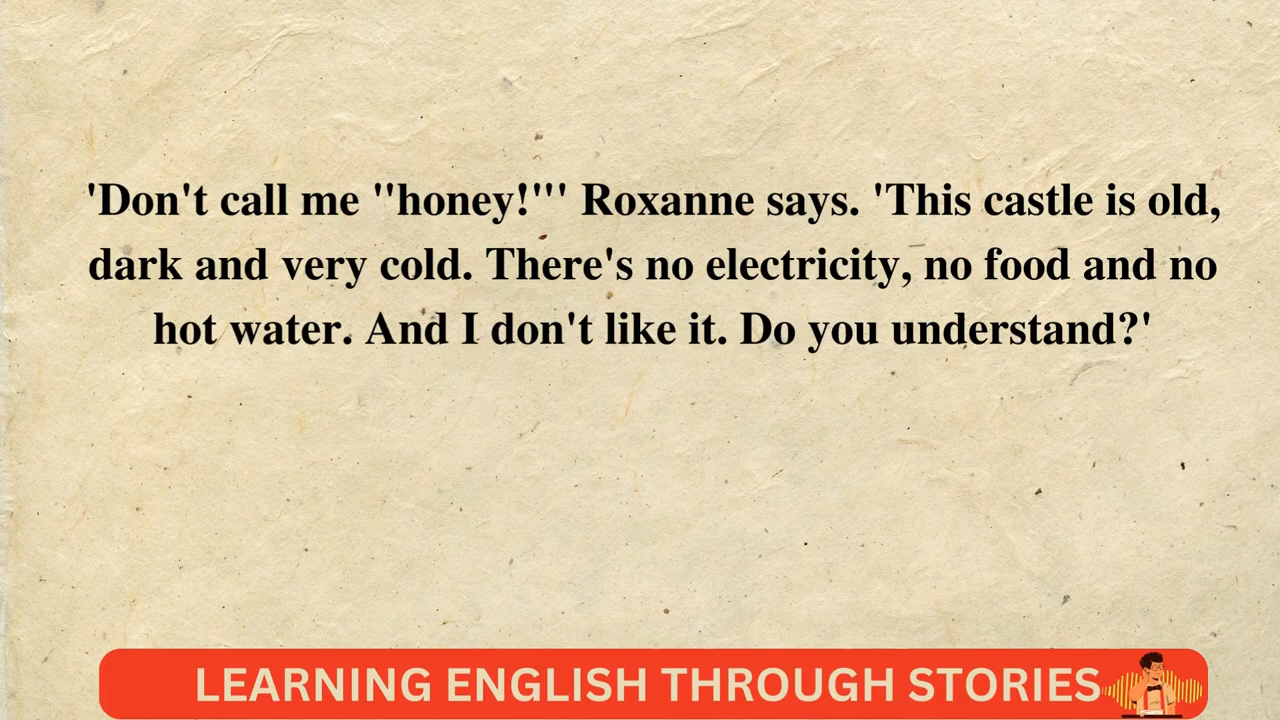 'Don't call me "honey!"' Roxanne says. 'This castle is old,
dark and very cold. There's no electricity, no food and no
hot water. And I don't like it. Do you understand?'
LEARNING ENGLISH THROUGH STORIES